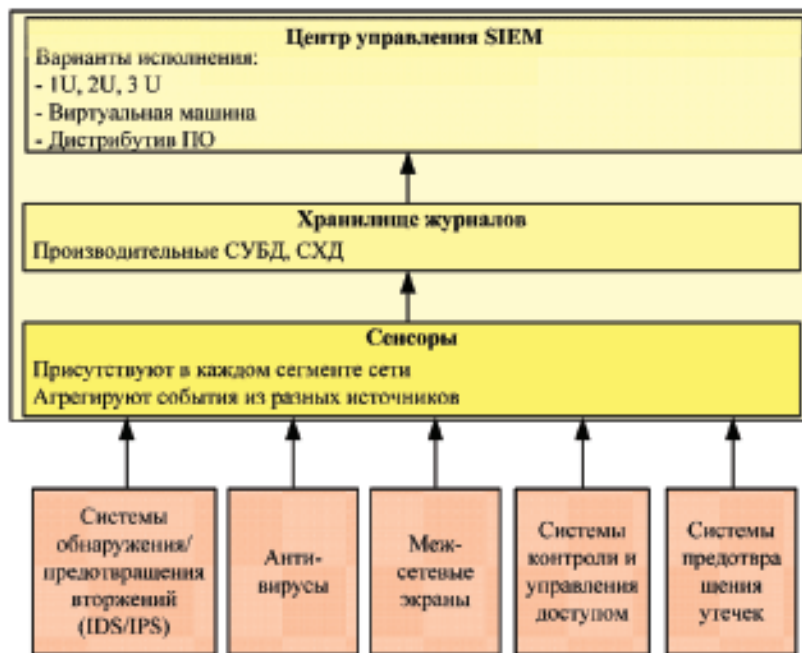 Центр управления SIEM
Варианты исполнения:
- 1U, 2U, 3 U
- Виртуальная машина
- Дистрибутив ПО
Хранилище журналов
Производительные СУБД, СХД
Сенсоры
Присутствуют в каждом сегменте сети
Агрегируют события из разных источников
Системы
обнаружения/
предотвращения
вторжений
(IDS/IPS)
Анти-
вирусы
Меж-
сетевые
экраны
Системы
контроли и
управления
доступом
Системы
предотвра
шения
утечек